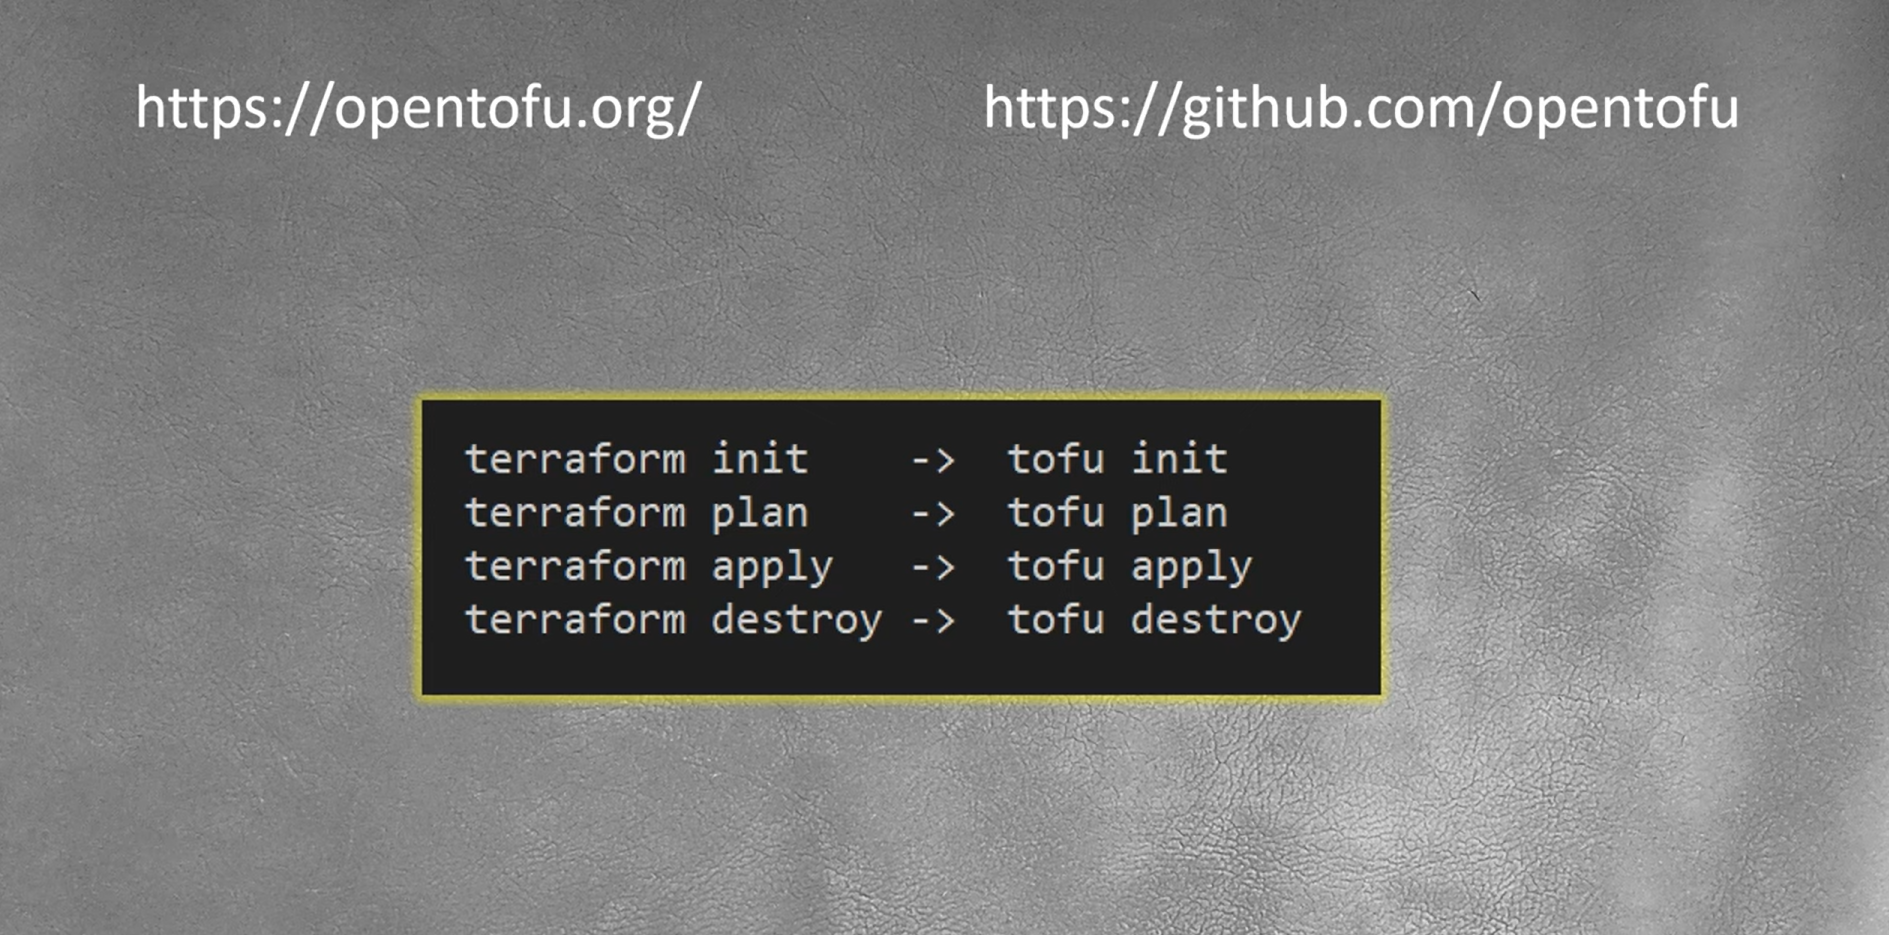 https://opentofu.org/
https://github.com/opentofu
terraform init -> tofu init
terraform plan -> tofu plan
terraform apply -> tofu apply
terraform destroy -> tofu destroy